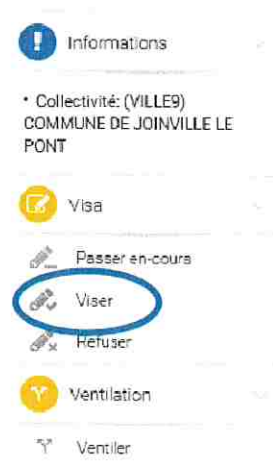 Informations
* Collectivité: (VILLE9)
COMMUNE DE JOINVILLE LE
PONT
Visa
Passer en-cours
Viser
Refuser
Ventilation
Ventiler